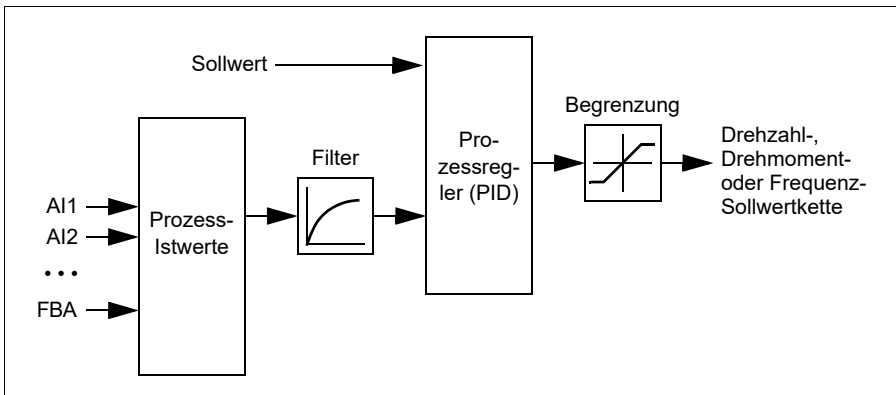 Sollwert
Begrenzung
Filter
Pro-
zessreg-
ler (PID)
Drehzahl-,
Drehmoment-
oder Frequenz-
Sollwertkette
AI1
AI2
...
FBA
Prozess-
Istwerte